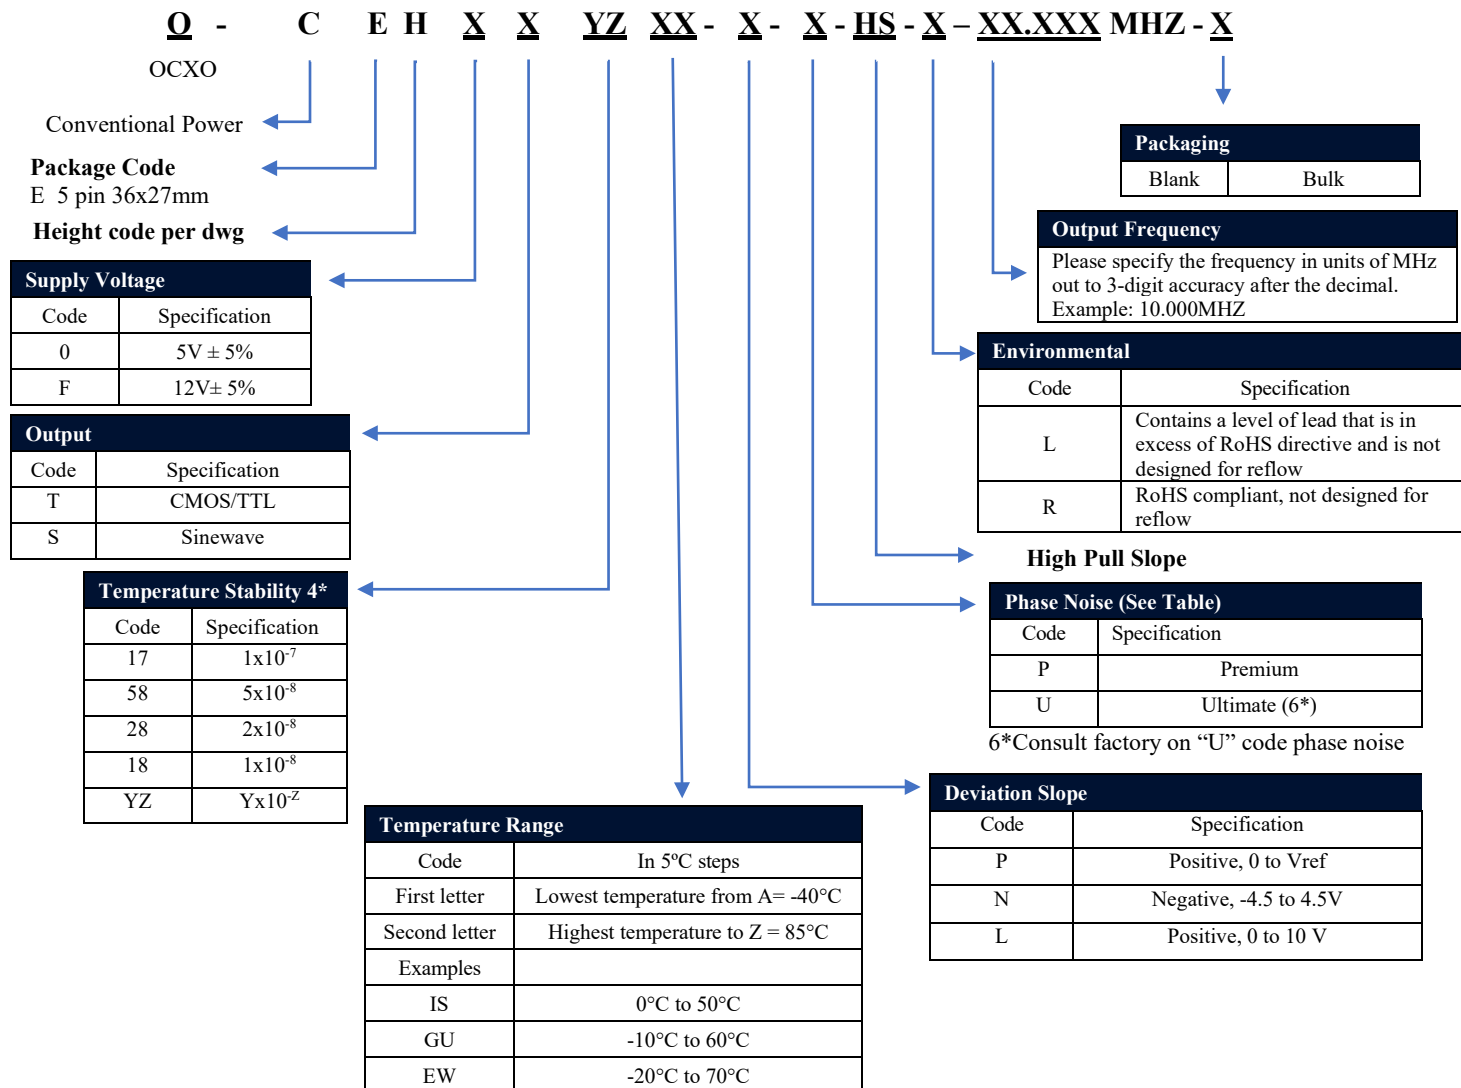 O - C E H X X YZ XX - X - X - HS - X – XX.XXX MHZ - X
OCXO
Conventional Power
Package Code
E 5 pin 36x27mm
Height code per dwg
Supply Voltage
Code Specification
0 5V ± 5%
F 12V± 5%
Output
Code Specification
T CMOS/TTL
S Sinewave
Temperature Stability 4*
Code Specification
17 1x10⁻⁷
58 5x10⁻⁸
28 2x10⁻⁸
18 1x10⁻⁸
YZ Yx10⁻ᶻ
Temperature Range
Code In 5ºC steps
First letter Lowest temperature from A= -40°C
Second letter Highest temperature to Z = 85°C
Examples
IS 0°C to 50°C
GU -10°C to 60°C
EW -20°C to 70°C
Packaging
Blank Bulk
Output Frequency
Please specify the frequency in units of MHz
out to 3-digit accuracy after the decimal.
Example: 10.000MHZ
Environmental
Code Specification
L Contains a level of lead that is in
excess of RoHS directive and is not
designed for reflow
R RoHS compliant, not designed for
reflow
High Pull Slope
Phase Noise (See Table)
Code Specification
P Premium
U Ultimate (6*)
6*Consult factory on “U” code phase noise
Deviation Slope
Code Specification
P Positive, 0 to Vref
N Negative, -4.5 to 4.5V
L Positive, 0 to 10 V